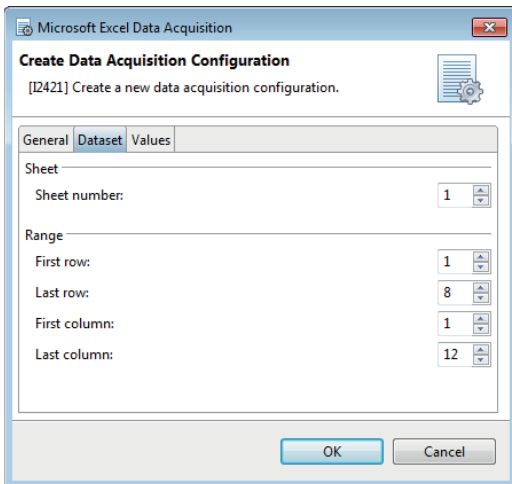 Microsoft Excel Data Acquisition
Create Data Acquisition Configuration
[I2421] Create a new data acquisition configuration.
General Dataset Values
Sheet
Sheet number: 1
Range
First row: 1
Last row: 8
First column: 1
Last column: 12
OK Cancel